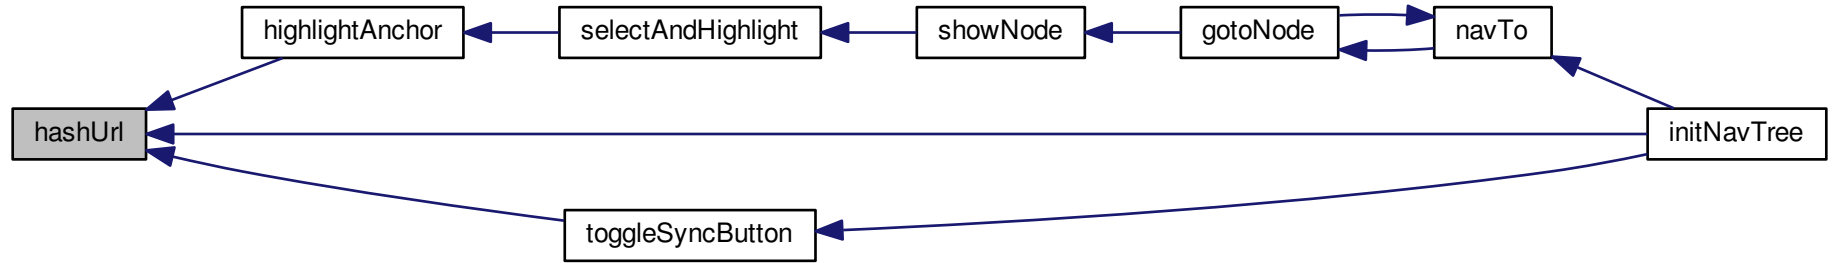 highlightAnchor
selectAndHighlight
showNode
gotoNode
navTo
hashUrl
initNavTree
toggleSyncButton